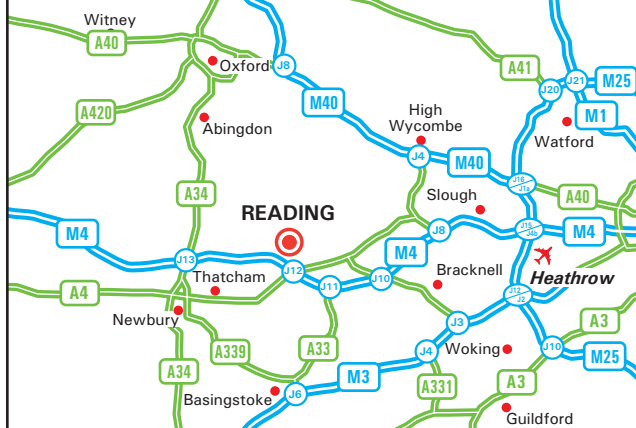 Witney
A40
Oxford
J8
A41
J20
J21
M25
M1
A420
M40
Abingdon
High
Wycombe
Watford
J4
M40
J16
J1a
A34
Slough
A40
READING
M4
J8
J15
J4b
M4
M4
J13
J12
Thatcham
J11
J10
Bracknell
Heathrow
A4
J12
J2
Newbury
J3
A3
A339
A33
J4
Woking
J10
M25
A34
M3
A331
A3
Basingstoke
J6
Guildford